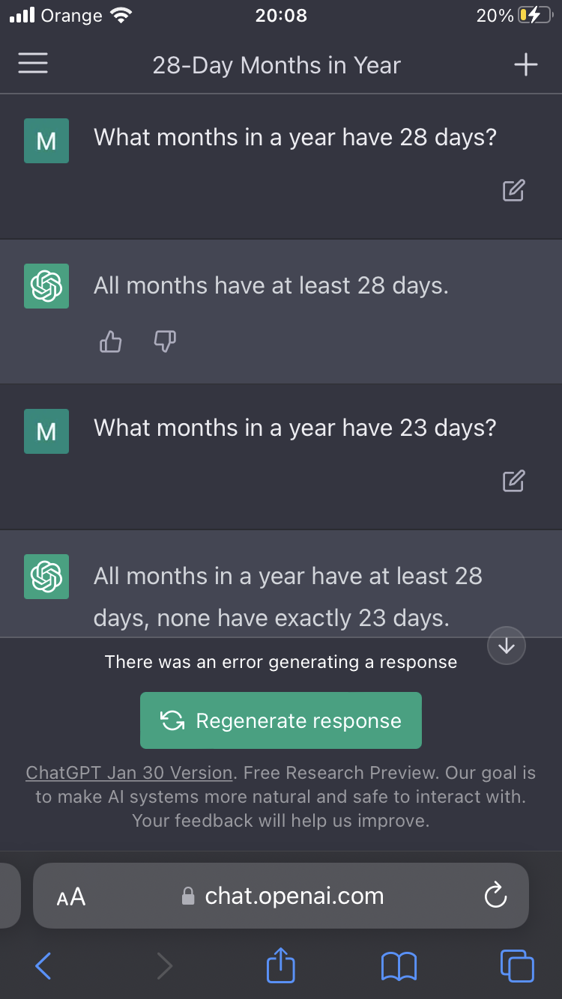 Orange 20:08 20%
28-Day Months in Year
M What months in a year have 28 days?
All months have at least 28 days.
M What months in a year have 23 days?
All months in a year have at least 28
days, none have exactly 23 days.
There was an error generating a response
Regenerate response
ChatGPT Jan 30 Version. Free Research Preview. Our goal is
to make AI systems more natural and safe to interact with.
Your feedback will help us improve.
AA chat.openai.com